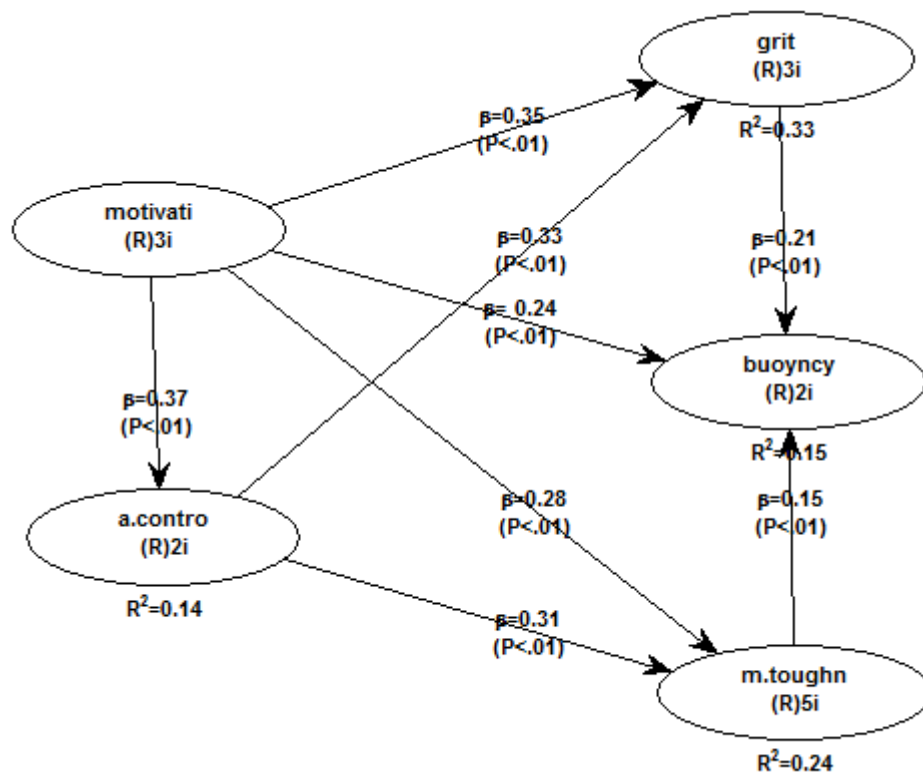 grit
(R)3i
R²=0.33
β=0.35
(P<.01)
motivati
(R)3i
β=0.33
(P<.01)
β=0.21
(P<.01)
β= 0.24
(P<.01)
buoyncy
(R)2i
R²=0.15
β=0.37
(P<.01)
a.contro
(R)2i
R²=0.14
β=0.28
(P<.01)
β=0.15
(P<.01)
β=0.31
(P<.01)
m.toughn
(R)5i
R²=0.24